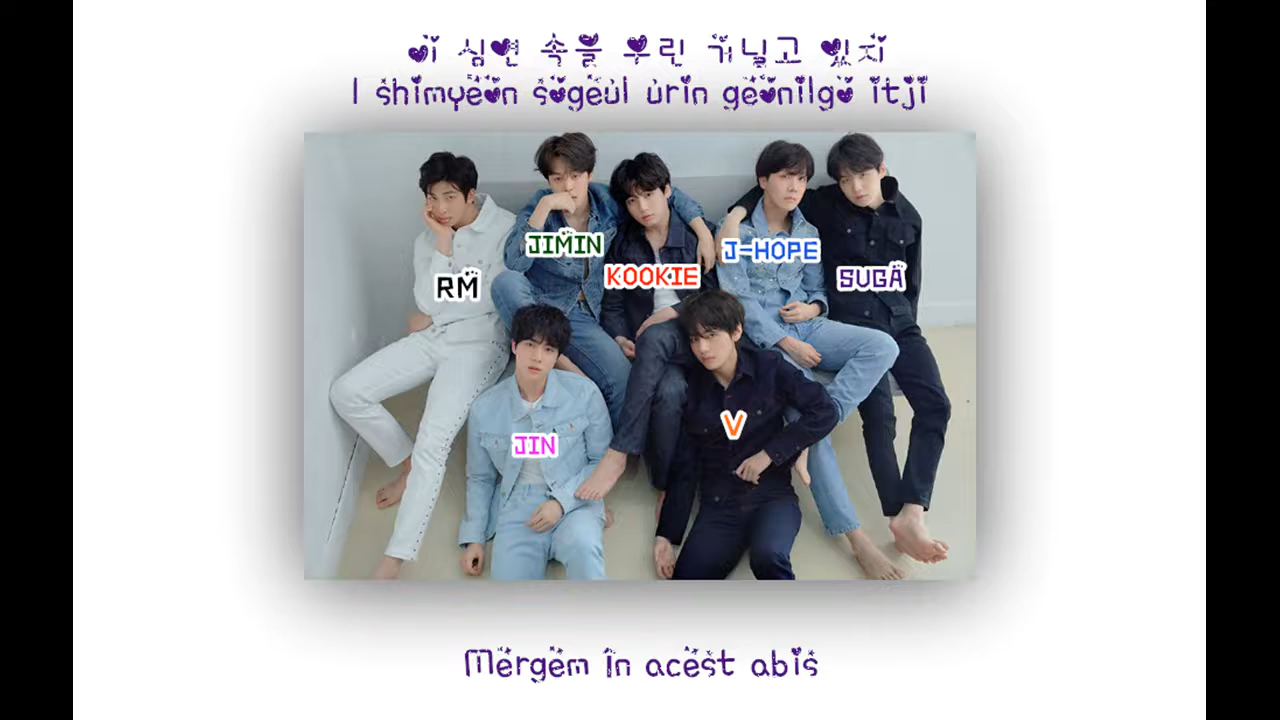 이 심연 속을 우린 거닐고 있지
I shimyeon sogeul urin geonilgo itji
JIMIN
J-HOPE
KOOKIE
SUGA
RM
V
JIN
Mergem în acest abis